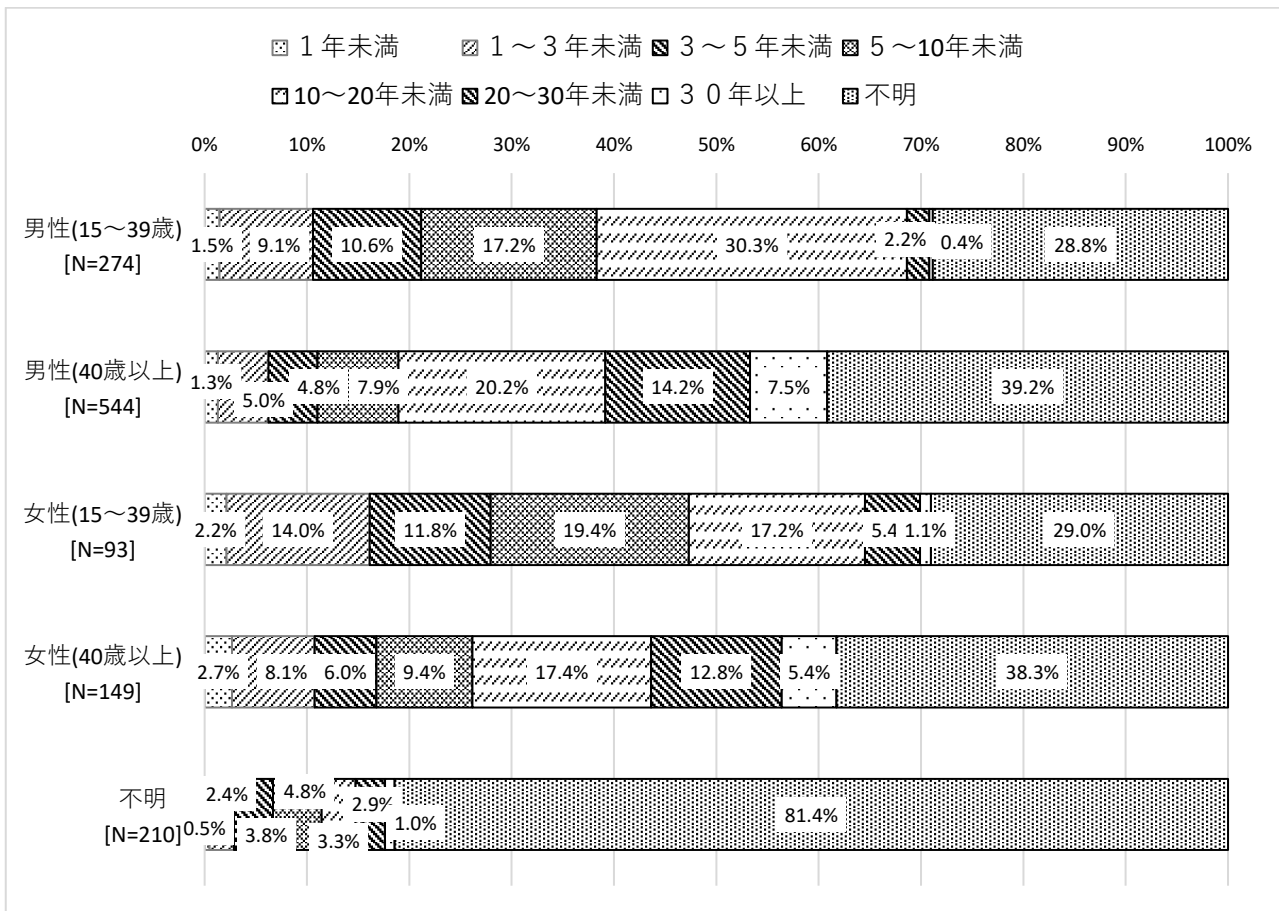 １年未満 １～３年未満 ３～５年未満 ５～10年未満
10～20年未満 20～30年未満 ３０年以上 不明
0% 10% 20% 30% 40% 50% 60% 70% 80% 90% 100%
男性(15～39歳)
[N=274]
1.5% 9.1% 10.6% 17.2% 30.3% 2.2% 0.4% 28.8%
男性(40歳以上)
[N=544]
1.3% 5.0% 4.8% 7.9% 20.2% 14.2% 7.5% 39.2%
女性(15～39歳)
[N=93]
2.2% 14.0% 11.8% 19.4% 17.2% 5.4 1.1% 29.0%
女性(40歳以上)
[N=149]
2.7% 8.1% 6.0% 9.4% 17.4% 12.8% 5.4% 38.3%
不明
[N=210]
0.5% 2.4% 3.8% 4.8% 3.3% 2.9% 1.0% 81.4%